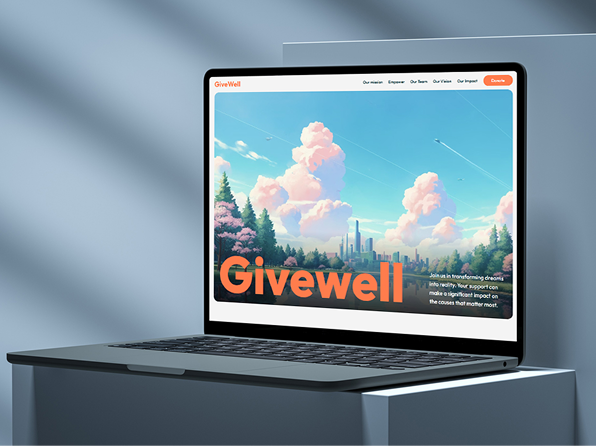 GiveWell
Our mission Empower Our Team Our Vision Our Impact Donate
Givewell
Join us in transforming dreams
into reality. Your support can
make a significant impact on
the causes that matter most.